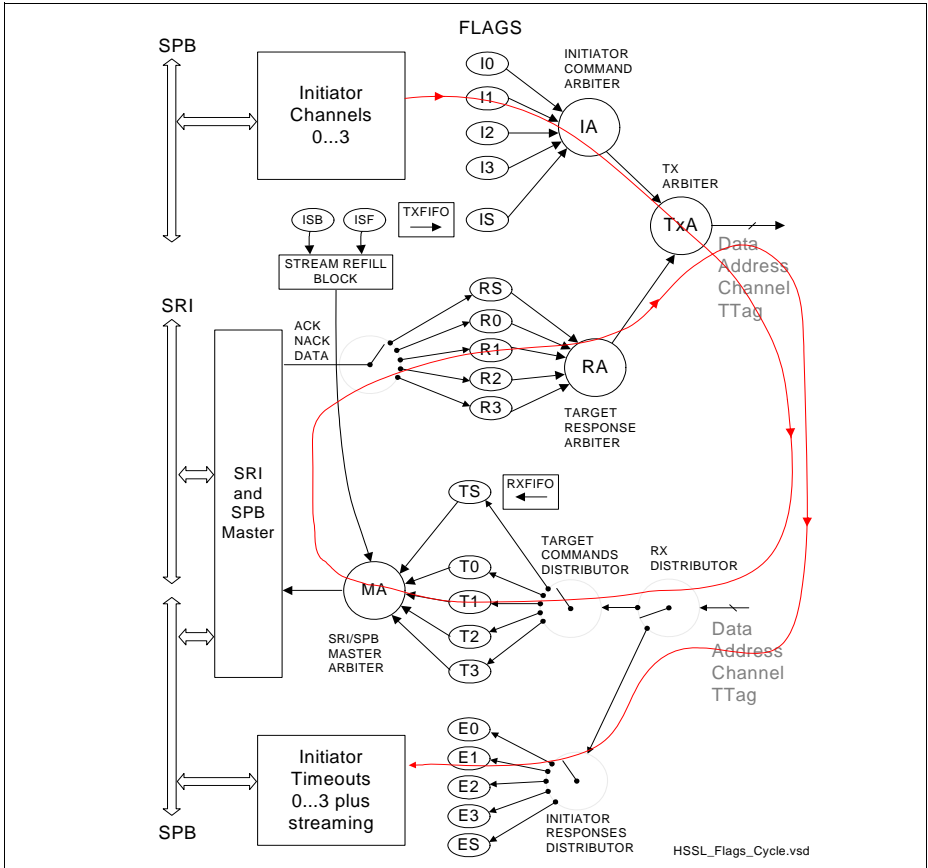 FLAGS
SPB
Initiator
Channels
0...3
I0
I1
I2
I3
IS
INITIATOR
COMMAND
ARBITER
IA
TX
ARBITER
TxA
Data
Address
Channel
TTag
ISB
ISF
TXFIFO
STREAM REFILL
BLOCK
SRI
ACK
NACK
DATA
RS
R0
R1
R2
R3
RA
TARGET
RESPONSE
ARBITER
SRI
and
SPB
Master
TS
RXFIFO
T0
T1
T2
T3
MA
SRI/SPB
MASTER
ARBITER
TARGET
COMMANDS
DISTRIBUTOR
RX
DISTRIBUTOR
Data
Address
Channel
TTag
Initiator
Timeouts
0...3 plus
streaming
E0
E1
E2
E3
ES
INITIATOR
RESPONSES
DISTRIBUTOR
SPB
HSSL_Flags_Cycle.vsd